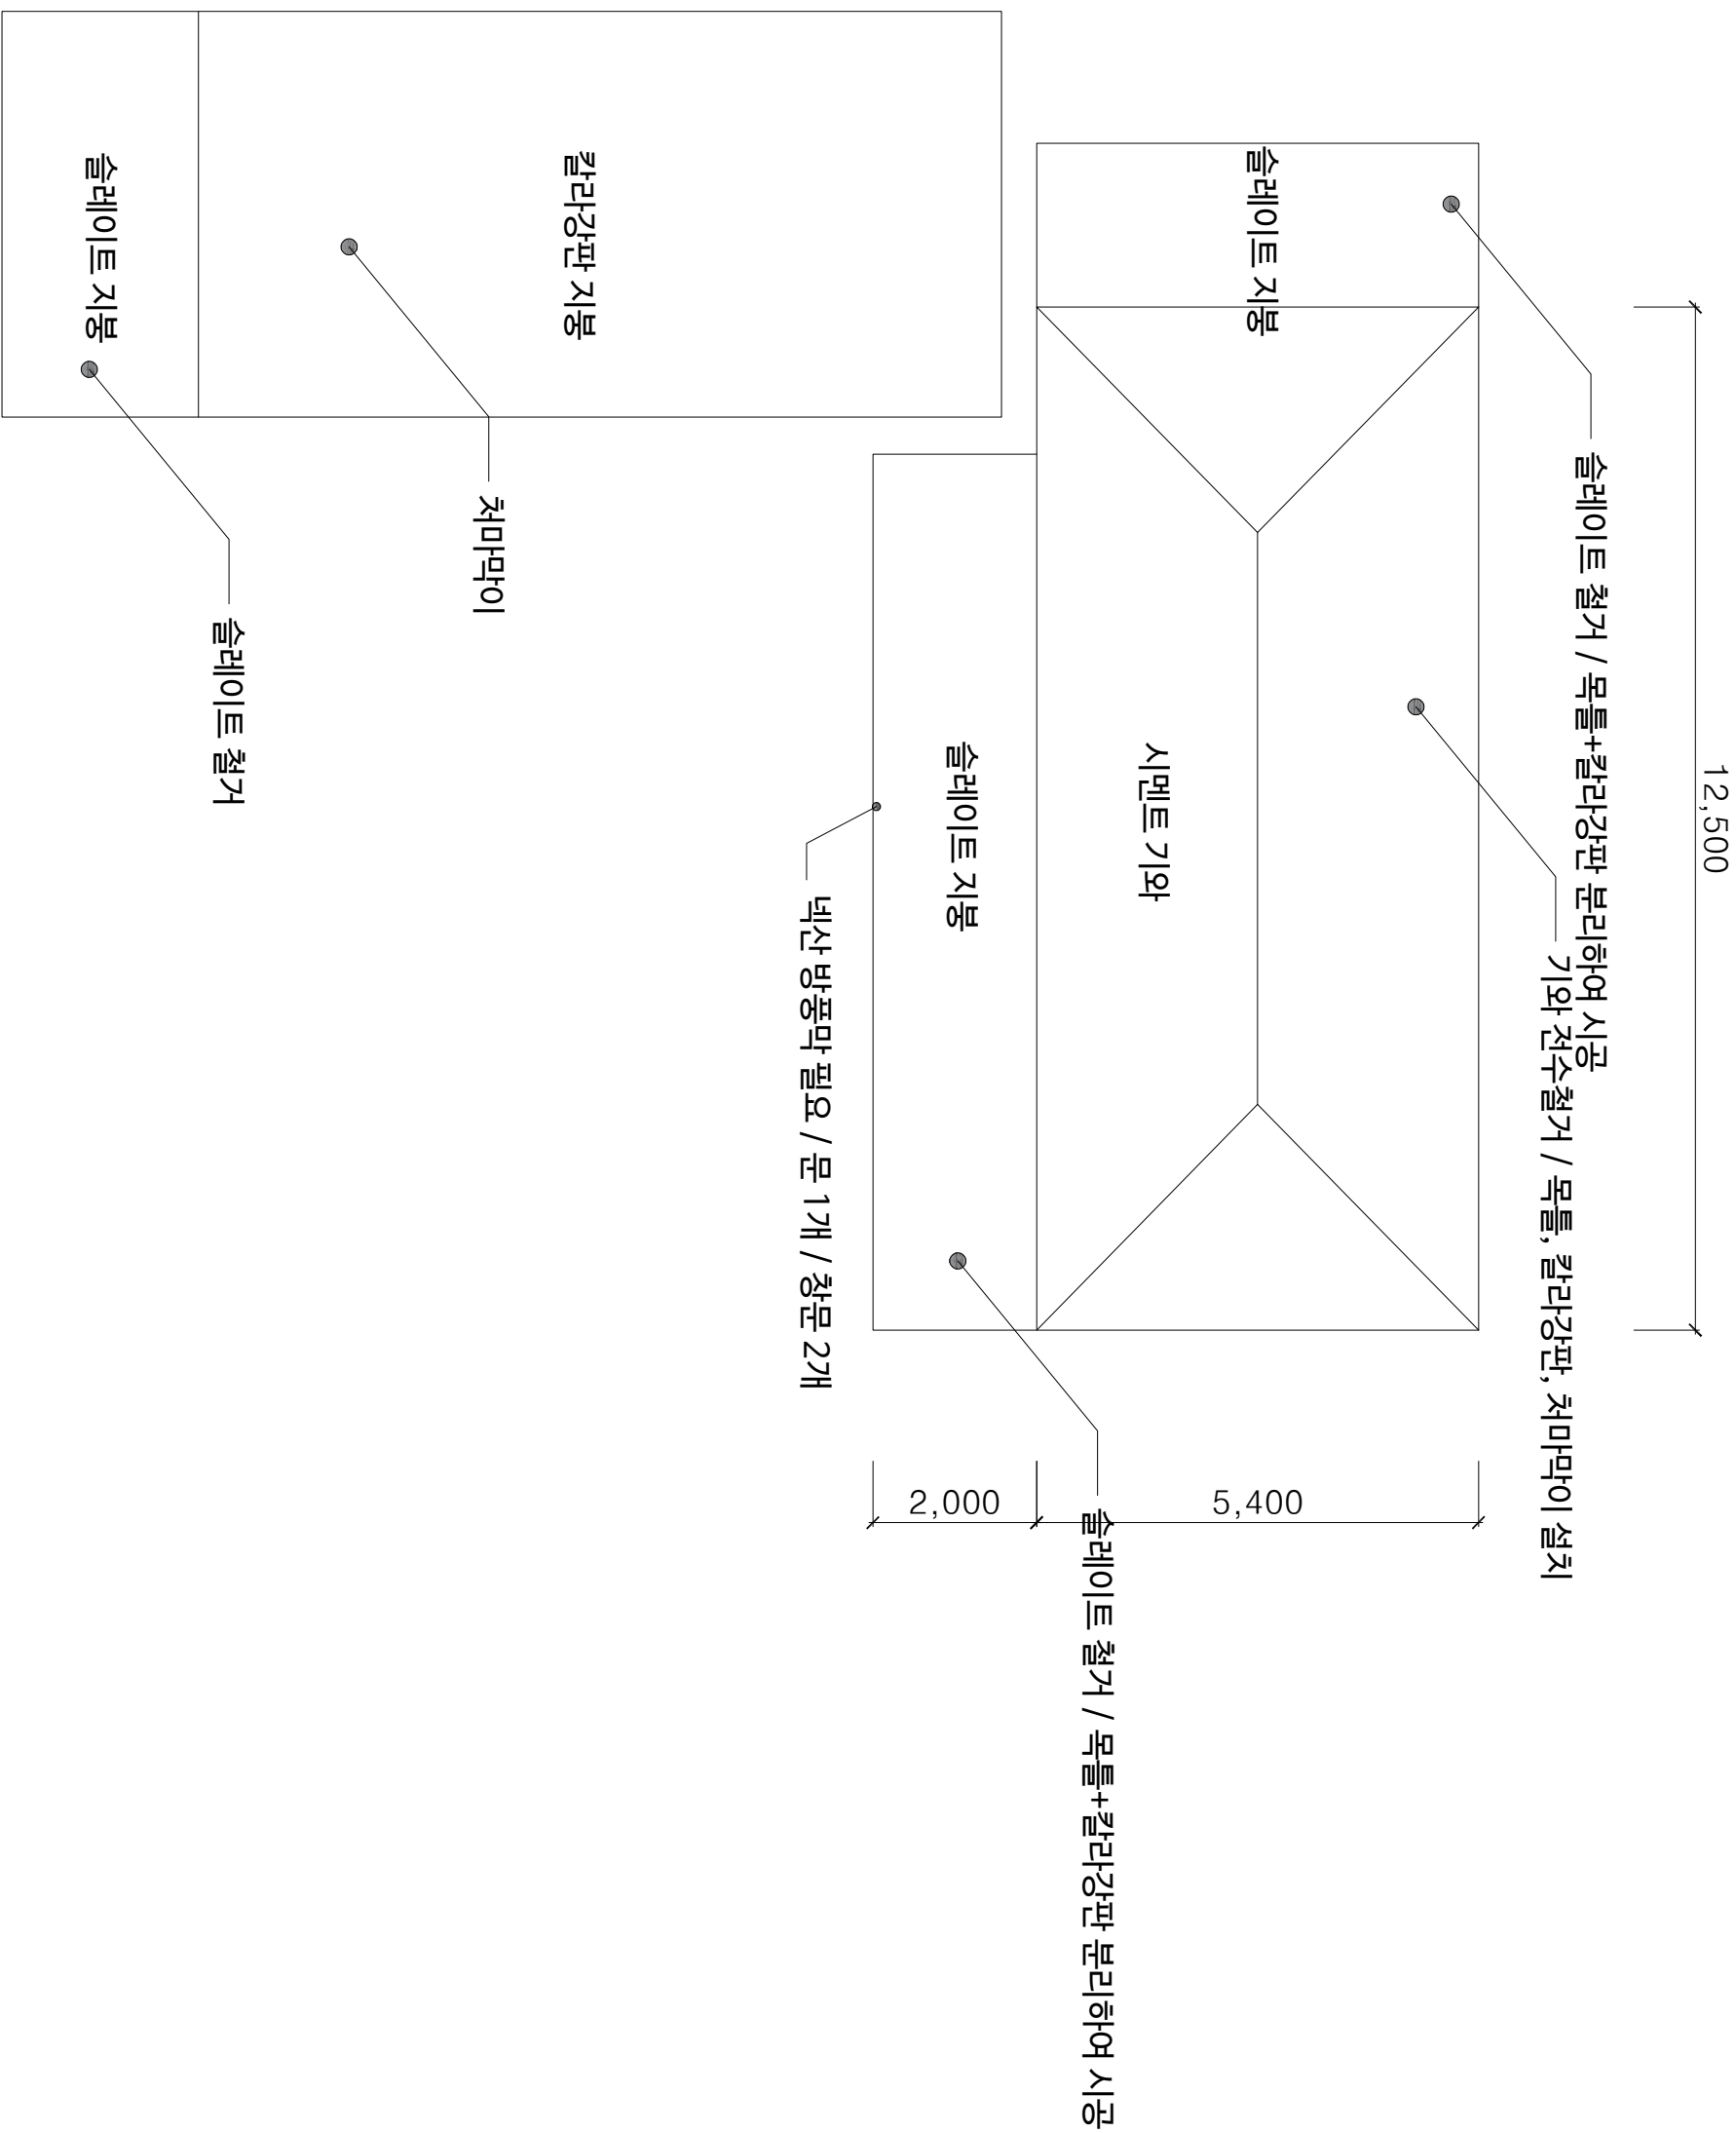 12,500
슬레이트 철거 / 목틀+칼라강판 분리하여 시공
기와 전수철거 / 목틀, 칼라강판, 처마막이 설치
슬레이트 지붕
5,400
시멘트 기와
슬레이트 철거 / 목틀+칼라강판 분리하여 시공
슬레이트 지붕
2,000
넥산 방풍막 필요 / 문 1개 / 창문 2개
칼라강판 지붕
처마막이
슬레이트 철거
슬레이트 지붕